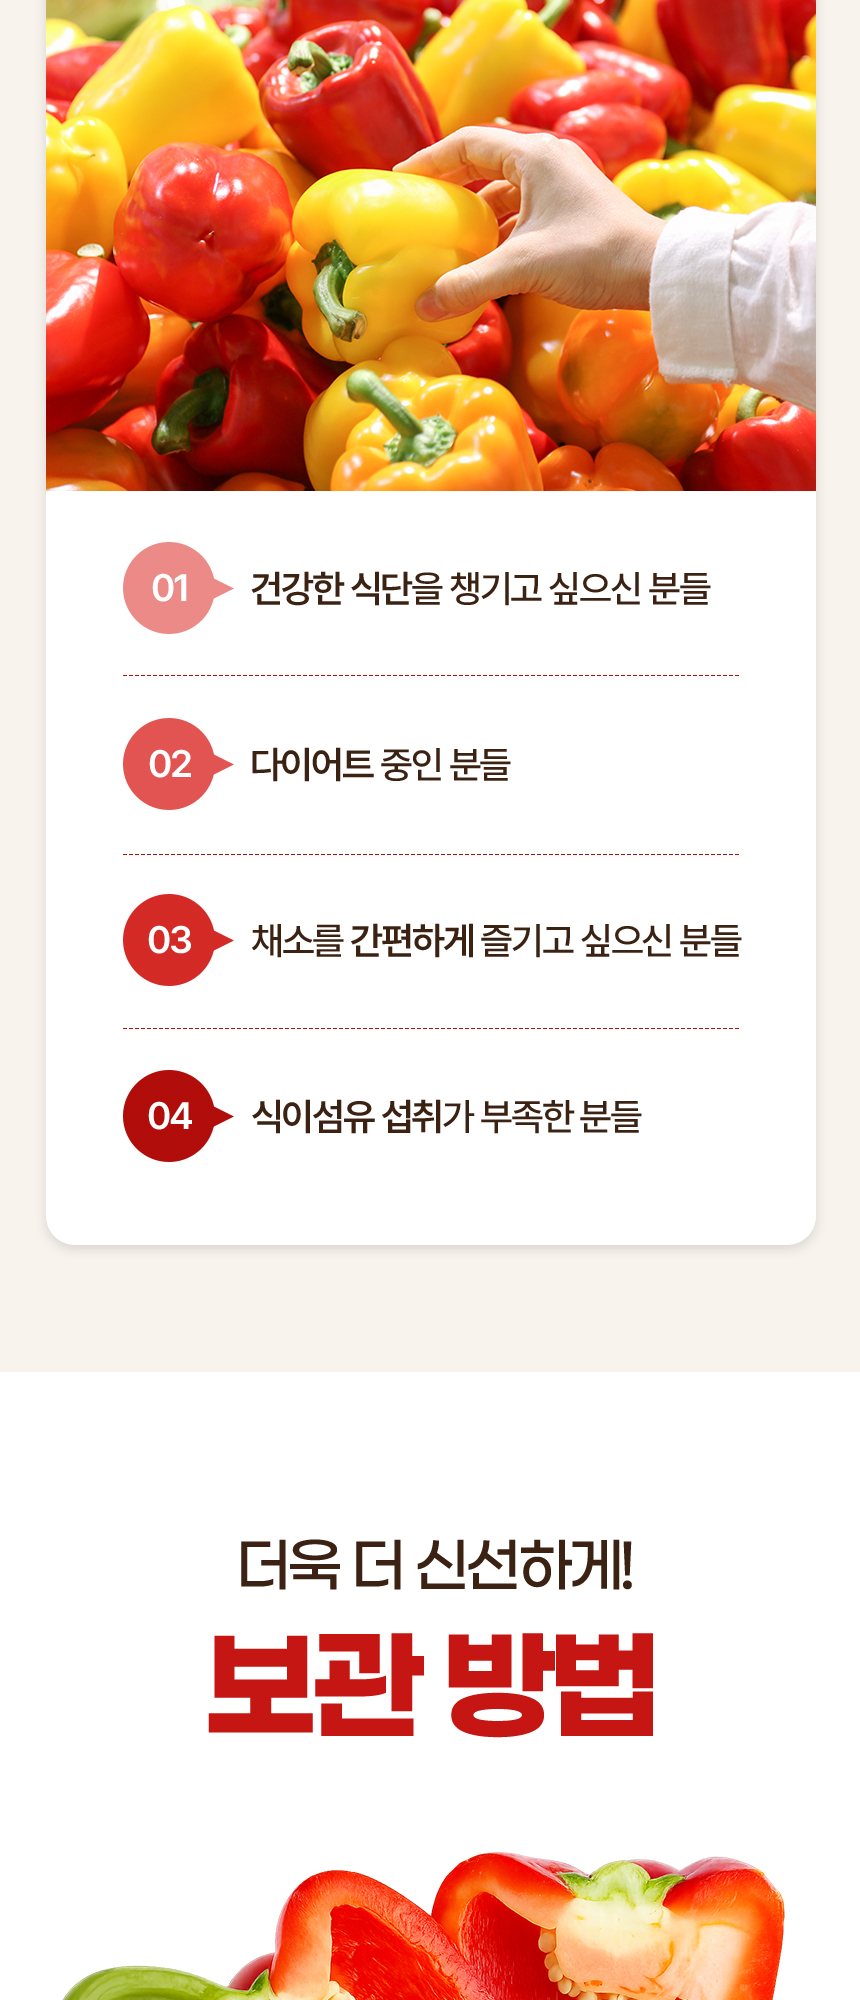 01 건강한 식단을 챙기고 싶으신 분들
02 다이어트 중인 분들
03 채소를 간편하게 즐기고 싶으신 분들
04 식이섬유 섭취가 부족한 분들
더욱 더 신선하게!
보관 방법